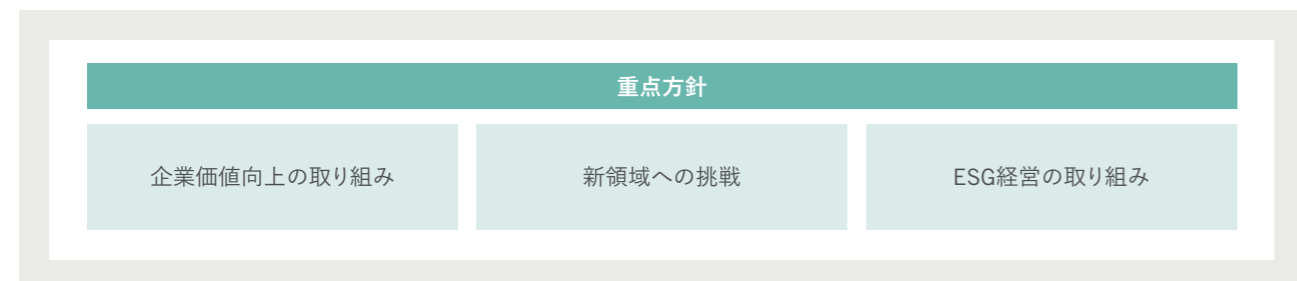 重点方針
企業価値向上の取り組み
新領域への挑戦
ESG経営の取り組み